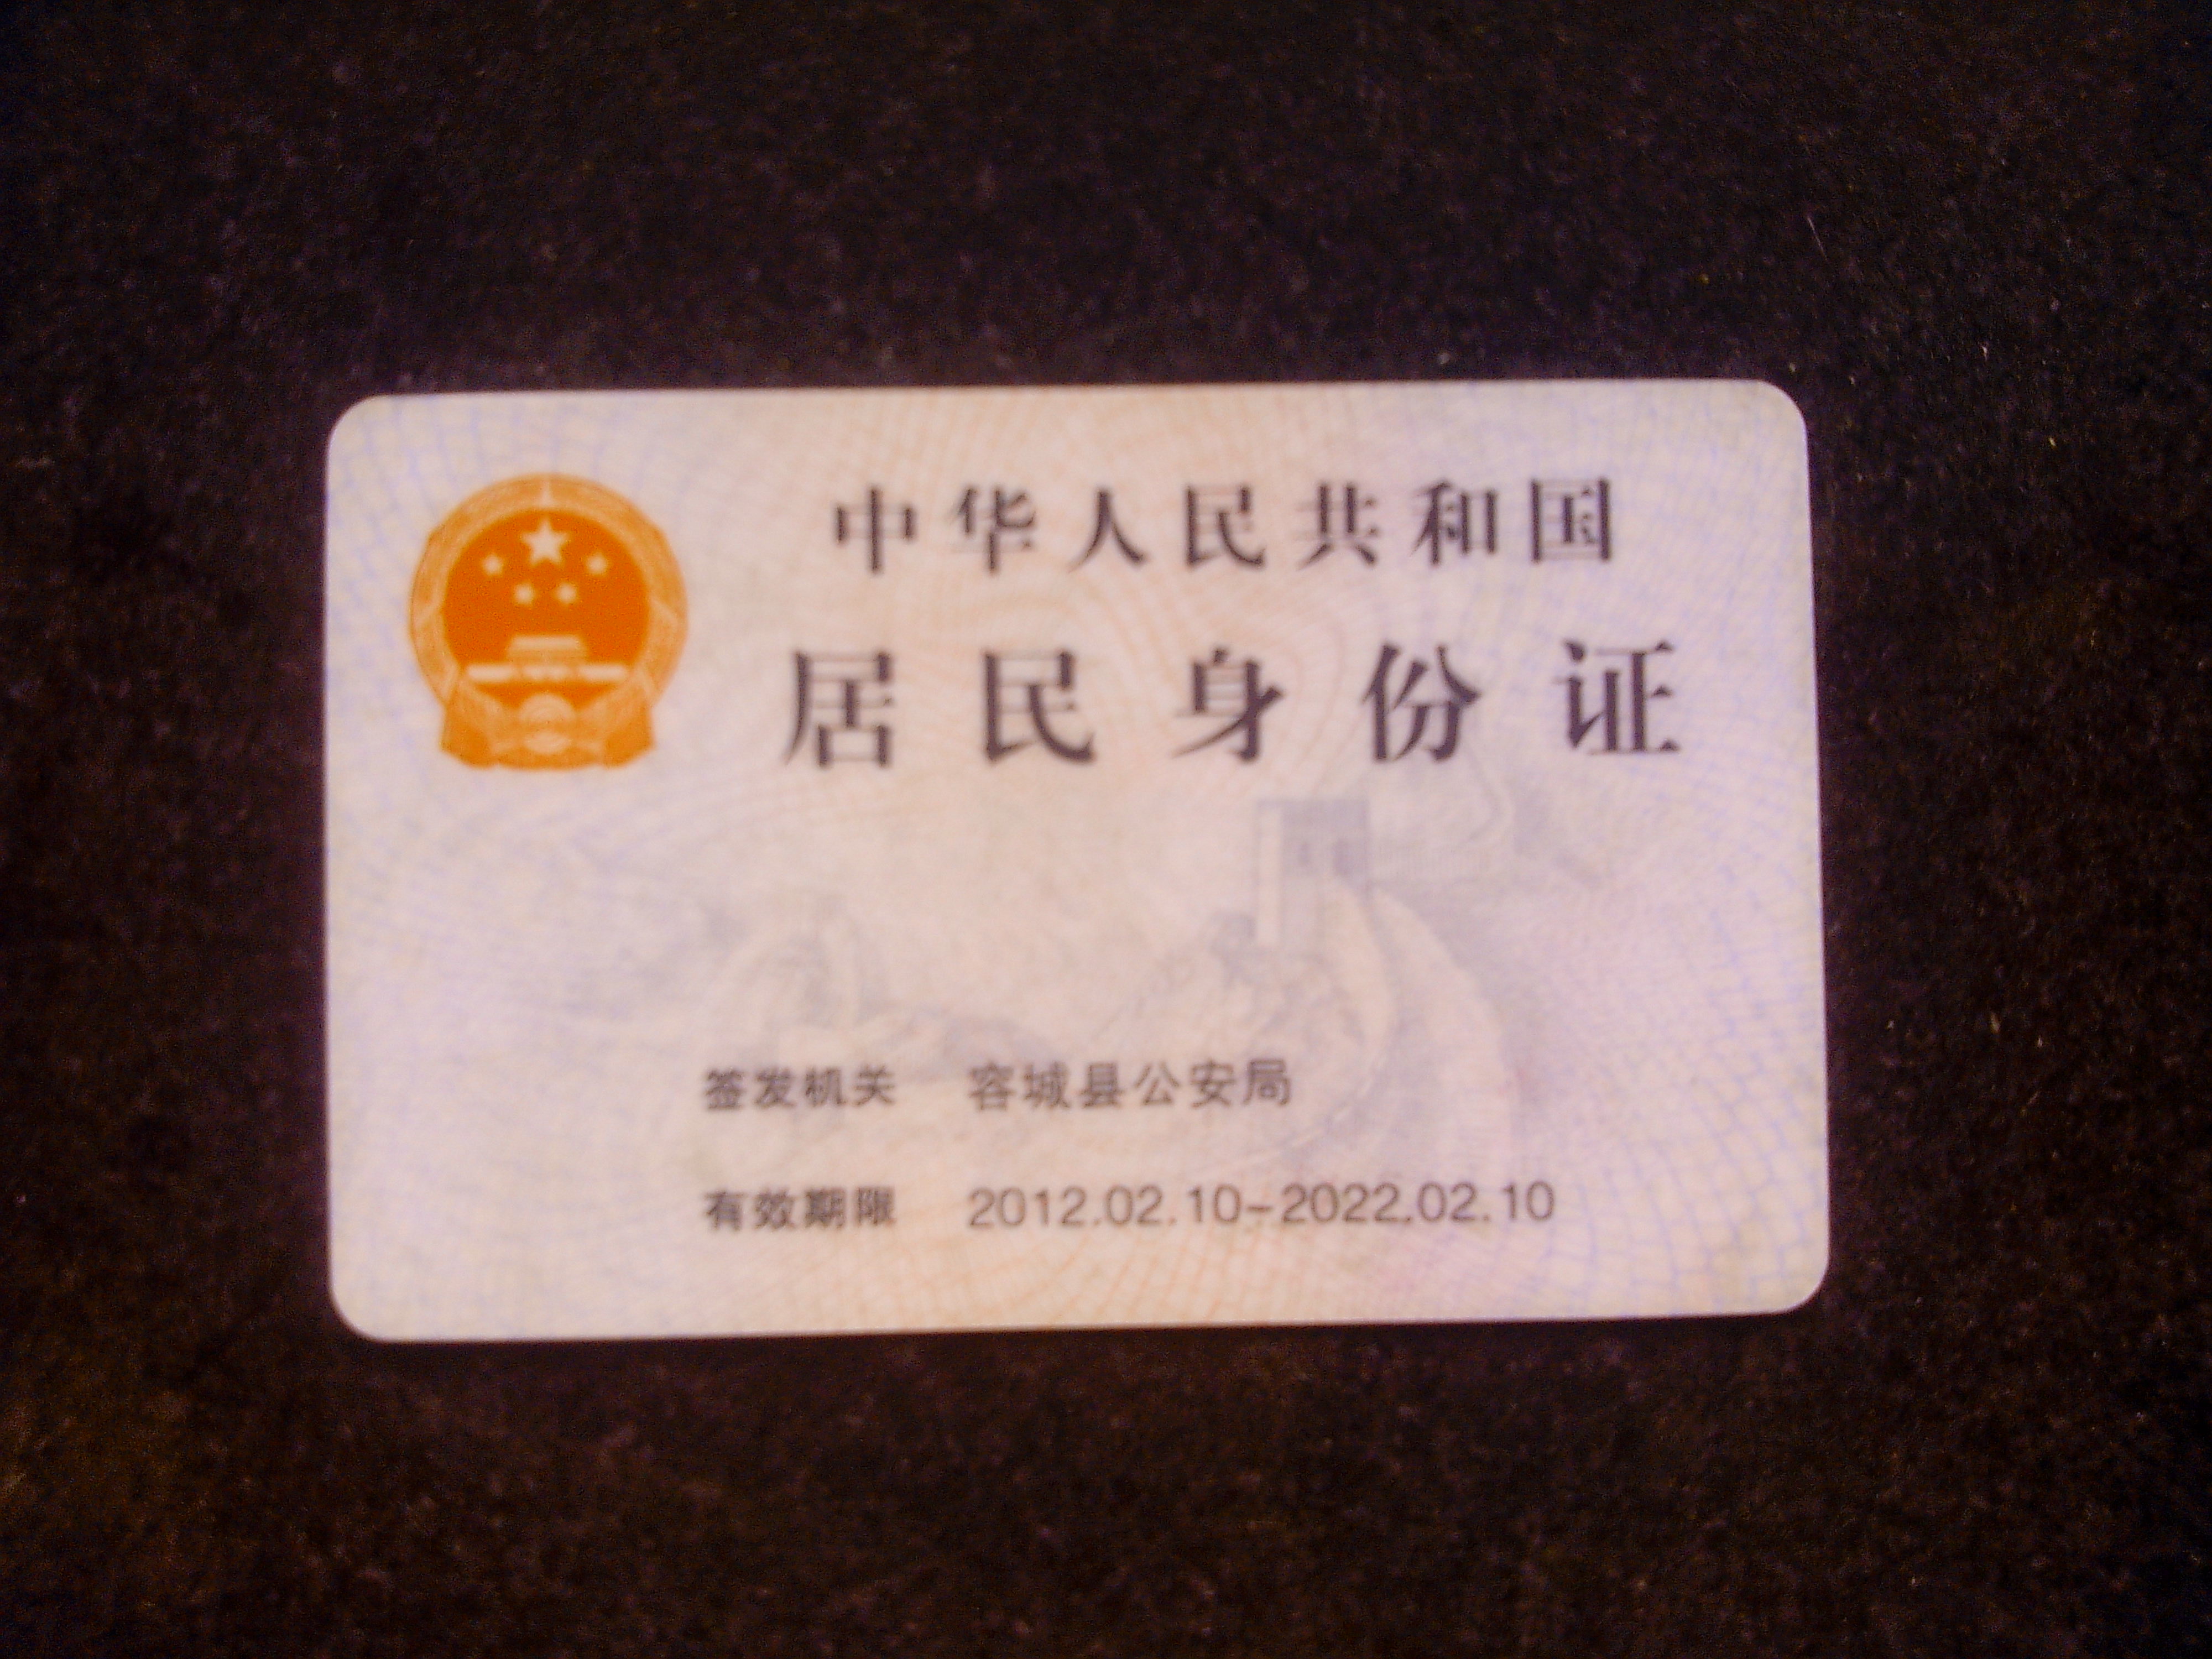 中华人民共和国
居民身份证
签发机关 容城县公安局
有效期限 2012.02.10-2022.02.10